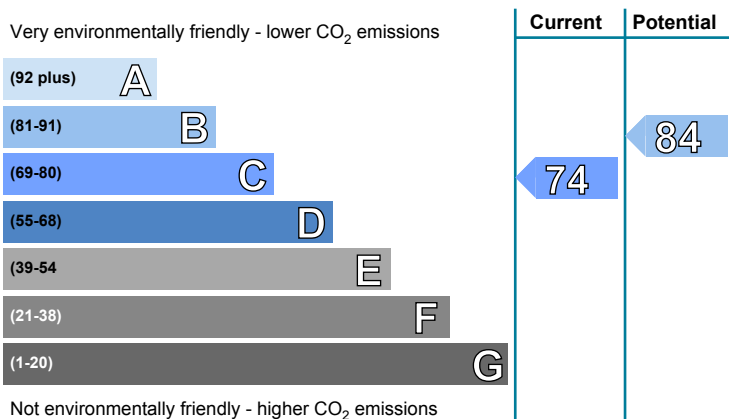 Current Potential
Very environmentally friendly - lower CO2 emissions
(92 plus) A
(81-91) B
84
(69-80) C
74
(55-68) D
(39-54 E
(21-38) F
(1-20) G
Not environmentally friendly - higher CO2 emissions